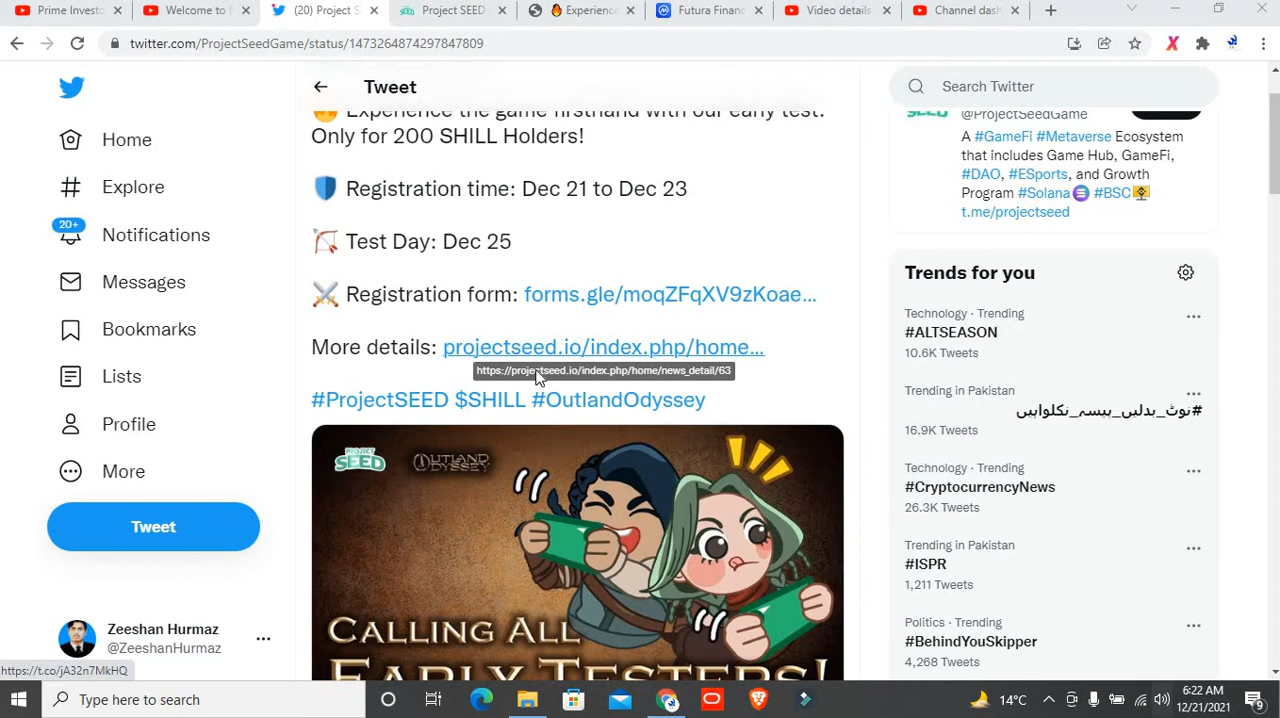 Prime Investo
Welcome to
(20) Project S
Project SEED
Experience
Futura Financ
Video details
Channel dash
twitter.com/ProjectSeedGame/status/1473264874297847809
Tweet
Search Twitter
Experience the game firsthand with our early test.
Only for 200 SHILL Holders!
Registration time: Dec 21 to Dec 23
Test Day: Dec 25
Registration form: forms.gle/moqZFqXV9zKoae...
More details: projectseed.io/index.php/home...
https://projectseed.io/index.php/home/news_detail/63
#ProjectSEED $SHILL #OutlandOdyssey
PROJECT
SEED
OUTLAND
ODYSSEY
CALLING ALL
EARLY TESTERS!
Home
Explore
20+
Notifications
Messages
Bookmarks
Lists
Profile
More
Tweet
Zeeshan Hurmaz
@ZeeshanHurmaz
https://t.co/jA32n7MkHQ
SEED
@ProjectSeedGame
A #GameFi #Metaverse Ecosystem
that includes Game Hub, GameFi,
#DAO, #ESports, and Growth
Program #Solana #BSC
t.me/projectseed
Trends for you
Technology · Trending
#ALTSEASON
10.6K Tweets
Trending in Pakistan
#نوٹ_بدلیں_پیسہ_نکلوائیں
16.9K Tweets
Technology · Trending
#CryptocurrencyNews
26.3K Tweets
Trending in Pakistan
#ISPR
1,211 Tweets
Politics · Trending
#BehindYouSkipper
4,268 Tweets
Type here to search
14°C
6:22 AM
12/21/2021
9